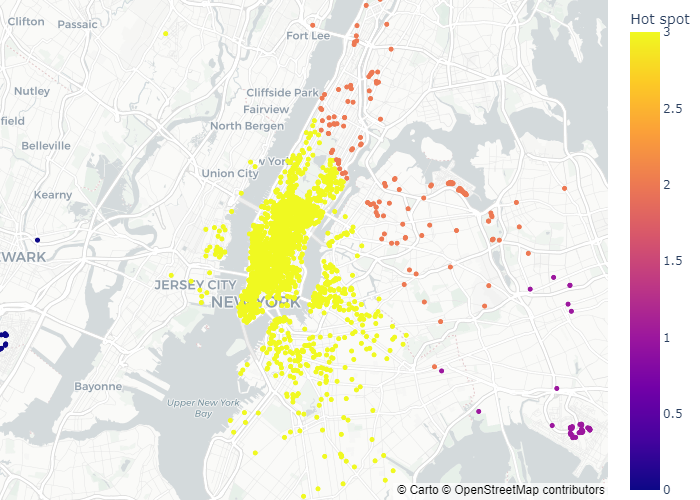 Clifton
Passaic
Fort Lee
Hot spot
3
Nutley
Cliffside Park
Fairview
2.5
field
North Bergen
Belleville
w York
Union City
Kearny
2
WARK
1.5
JERSEY CITY
NEW YORK
1
Bayonne
Upper New York
Bay
0.5
0
© Carto © OpenStreetMap contributors